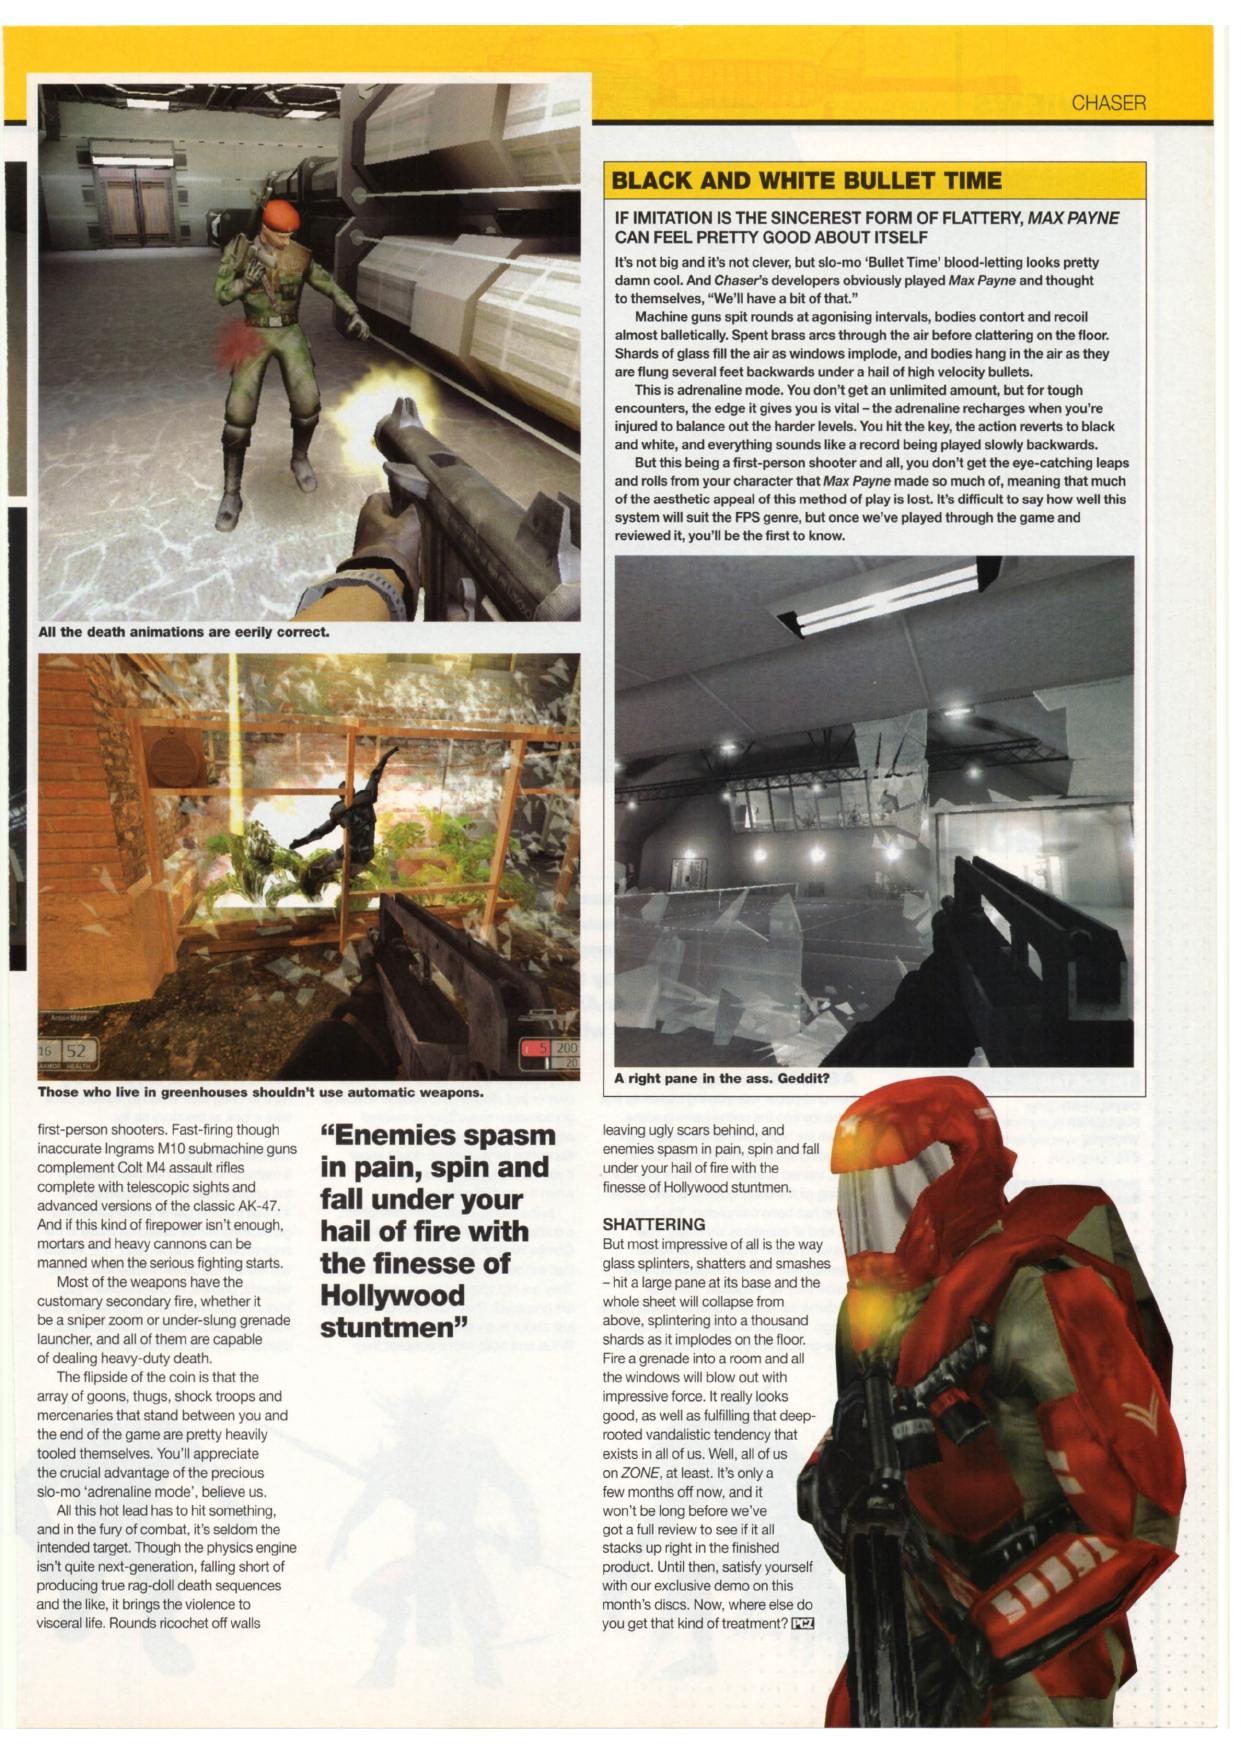 CHASER
All the death animations are eerily correct.
ActionMode
16 52
ARMOR HEALTH
5 200
20
Those who live in greenhouses shouldn't use automatic weapons.
first-person shooters. Fast-firing though
inaccurate Ingrams M10 submachine guns
complement Colt M4 assault rifles
complete with telescopic sights and
advanced versions of the classic AK-47.
And if this kind of firepower isn't enough,
mortars and heavy cannons can be
manned when the serious fighting starts.
Most of the weapons have the
customary secondary fire, whether it
be a sniper zoom or under-slung grenade
launcher, and all of them are capable
of dealing heavy-duty death.
The flipside of the coin is that the
array of goons, thugs, shock troops and
mercenaries that stand between you and
the end of the game are pretty heavily
tooled themselves. You'll appreciate
the crucial advantage of the precious
slo-mo 'adrenaline mode', believe us.
All this hot lead has to hit something,
and in the fury of combat, it's seldom the
intended target. Though the physics engine
isn't quite next-generation, falling short of
producing true rag-doll death sequences
and the like, it brings the violence to
visceral life. Rounds ricochet off walls
"Enemies spasm
in pain, spin and
fall under your
hail of fire with
the finesse of
Hollywood
stuntmen"
leaving ugly scars behind, and
enemies spasm in pain, spin and fall
under your hail of fire with the
finesse of Hollywood stuntmen.
SHATTERING
But most impressive of all is the way
glass splinters, shatters and smashes
– hit a large pane at its base and the
whole sheet will collapse from
above, splintering into a thousand
shards as it implodes on the floor.
Fire a grenade into a room and all
the windows will blow out with
impressive force. It really looks
good, as well as fulfilling that deep-
rooted vandalistic tendency that
exists in all of us. Well, all of us
on ZONE, at least. It's only a
few months off now, and it
won't be long before we've
got a full review to see if it all
stacks up right in the finished
product. Until then, satisfy yourself
with our exclusive demo on this
month's discs. Now, where else do
you get that kind of treatment? PCZ
BLACK AND WHITE BULLET TIME
IF IMITATION IS THE SINCEREST FORM OF FLATTERY, MAX PAYNE
CAN FEEL PRETTY GOOD ABOUT ITSELF
It's not big and it's not clever, but slo-mo 'Bullet Time' blood-letting looks pretty
damn cool. And Chaser's developers obviously played Max Payne and thought
to themselves, "We'll have a bit of that."
Machine guns spit rounds at agonising intervals, bodies contort and recoil
almost balletically. Spent brass arcs through the air before clattering on the floor.
Shards of glass fill the air as windows implode, and bodies hang in the air as they
are flung several feet backwards under a hail of high velocity bullets.
This is adrenaline mode. You don't get an unlimited amount, but for tough
encounters, the edge it gives you is vital – the adrenaline recharges when you're
injured to balance out the harder levels. You hit the key, the action reverts to black
and white, and everything sounds like a record being played slowly backwards.
But this being a first-person shooter and all, you don't get the eye-catching leaps
and rolls from your character that Max Payne made so much of, meaning that much
of the aesthetic appeal of this method of play is lost. It's difficult to say how well this
system will suit the FPS genre, but once we've played through the game and
reviewed it, you'll be the first to know.
A right pane in the ass. Geddit?